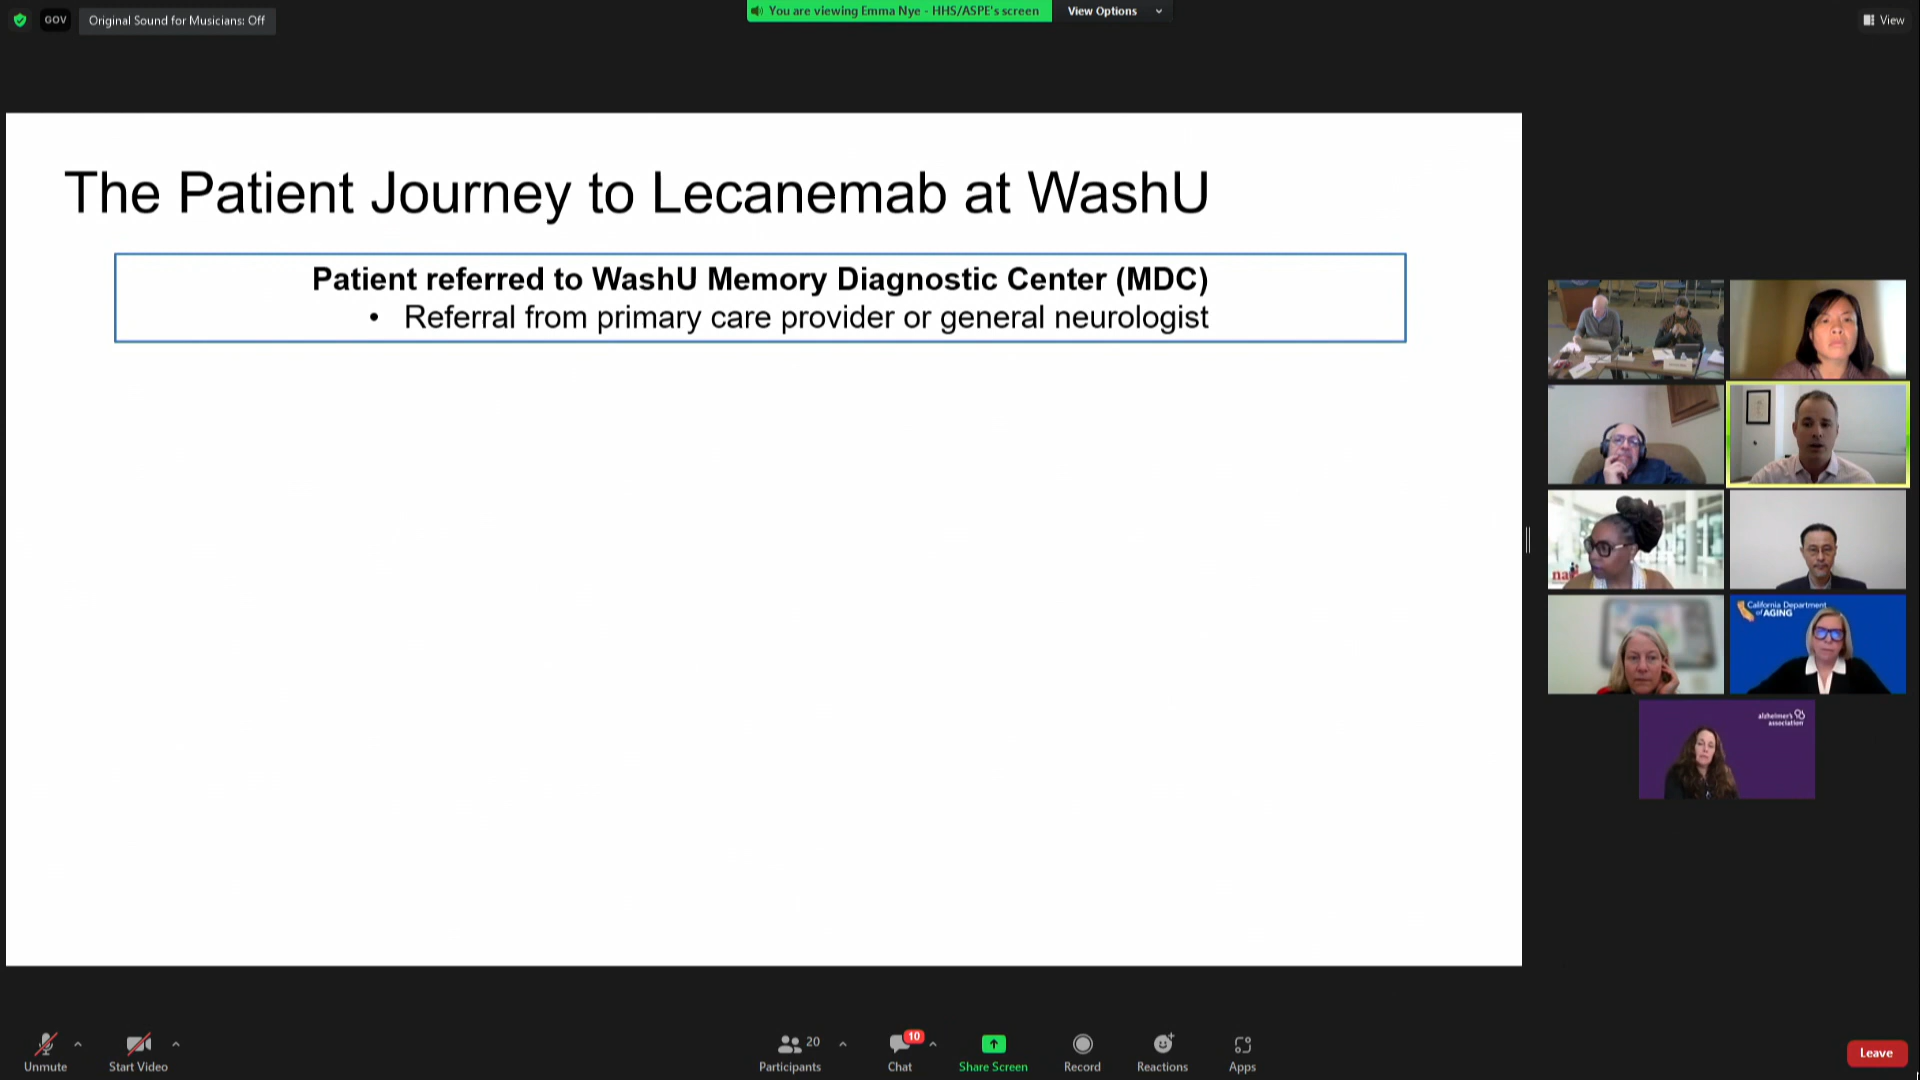 GOV
Original Sound for Musicians: Off
You are viewing Emma Nye - HHS/ASPE's screen
View Options
View
The Patient Journey to Lecanemab at WashU
Patient referred to WashU Memory Diagnostic Center (MDC)
• Referral from primary care provider or general neurologist
California Department
of AGING
alzheimer's
association
Unmute
Start Video
20
Participants
10
Chat
Share Screen
Record
Reactions
Apps
Leave